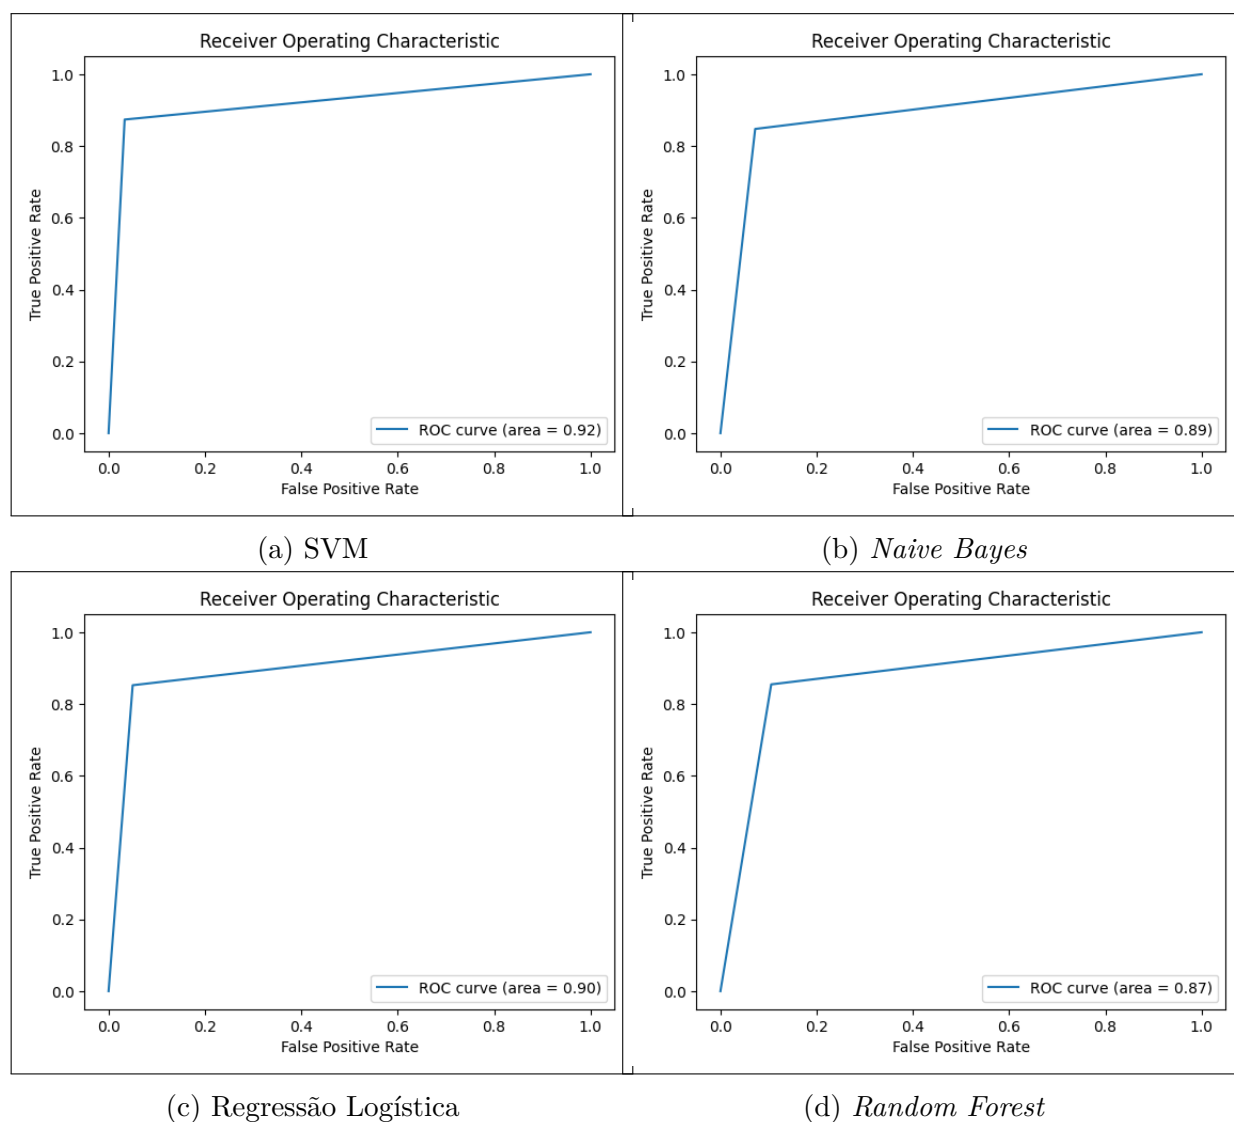 Receiver Operating Characteristic
1.0
0.8
0.6
0.4
0.2
0.0
True Positive Rate
ROC curve (area = 0.92)
0.0 0.2 0.4 0.6 0.8 1.0
False Positive Rate
(a) SVM
Receiver Operating Characteristic
1.0
0.8
0.6
0.4
0.2
0.0
True Positive Rate
ROC curve (area = 0.89)
0.0 0.2 0.4 0.6 0.8 1.0
False Positive Rate
(b) Naive Bayes
Receiver Operating Characteristic
1.0
0.8
0.6
0.4
0.2
0.0
True Positive Rate
ROC curve (area = 0.90)
0.0 0.2 0.4 0.6 0.8 1.0
False Positive Rate
(c) Regressão Logística
Receiver Operating Characteristic
1.0
0.8
0.6
0.4
0.2
0.0
True Positive Rate
ROC curve (area = 0.87)
0.0 0.2 0.4 0.6 0.8 1.0
False Positive Rate
(d) Random Forest